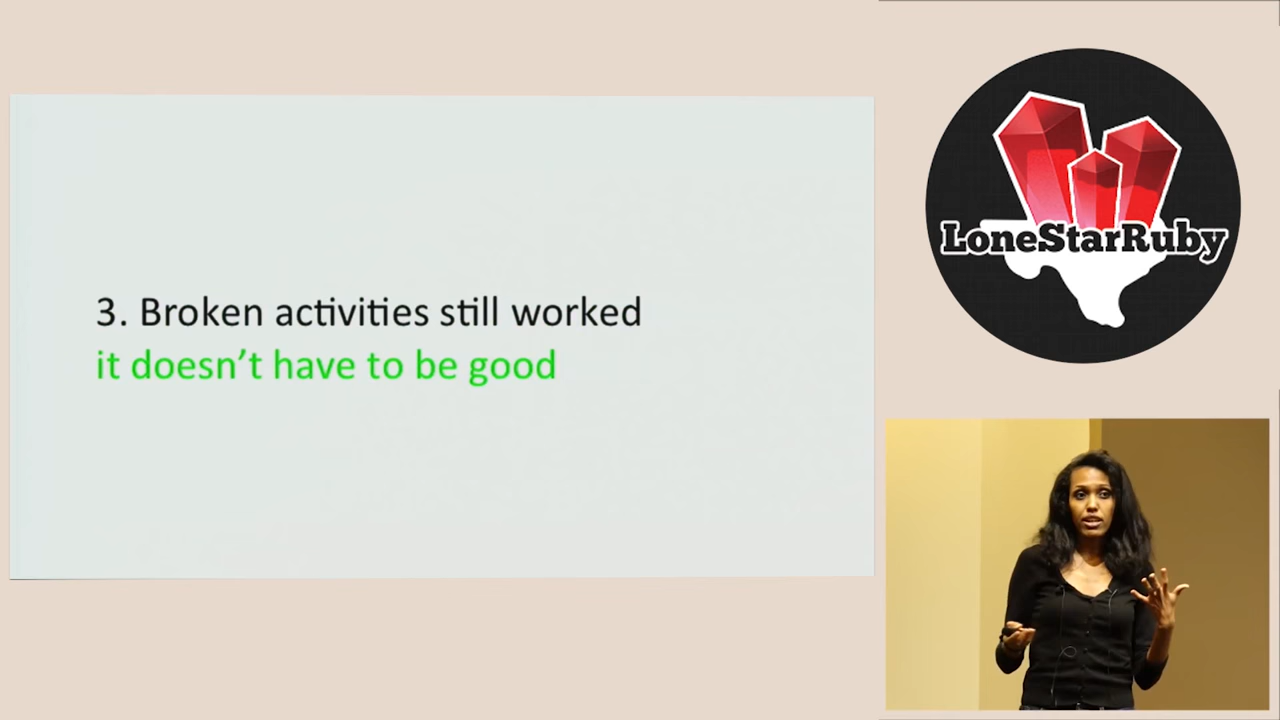 3. Broken activities still worked
it doesn’t have to be good
LoneStarRuby